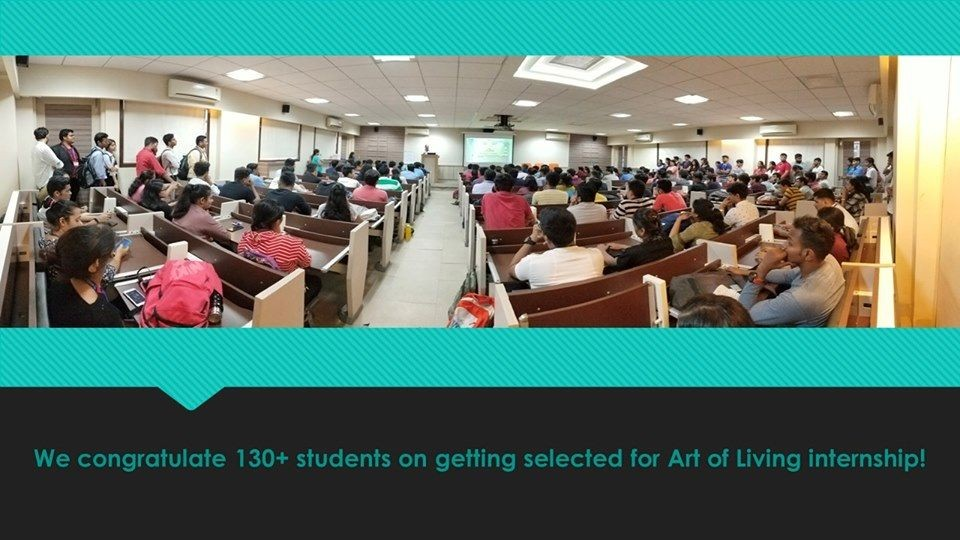 We congratulate 130+ students on getting selected for Art of Living internship!